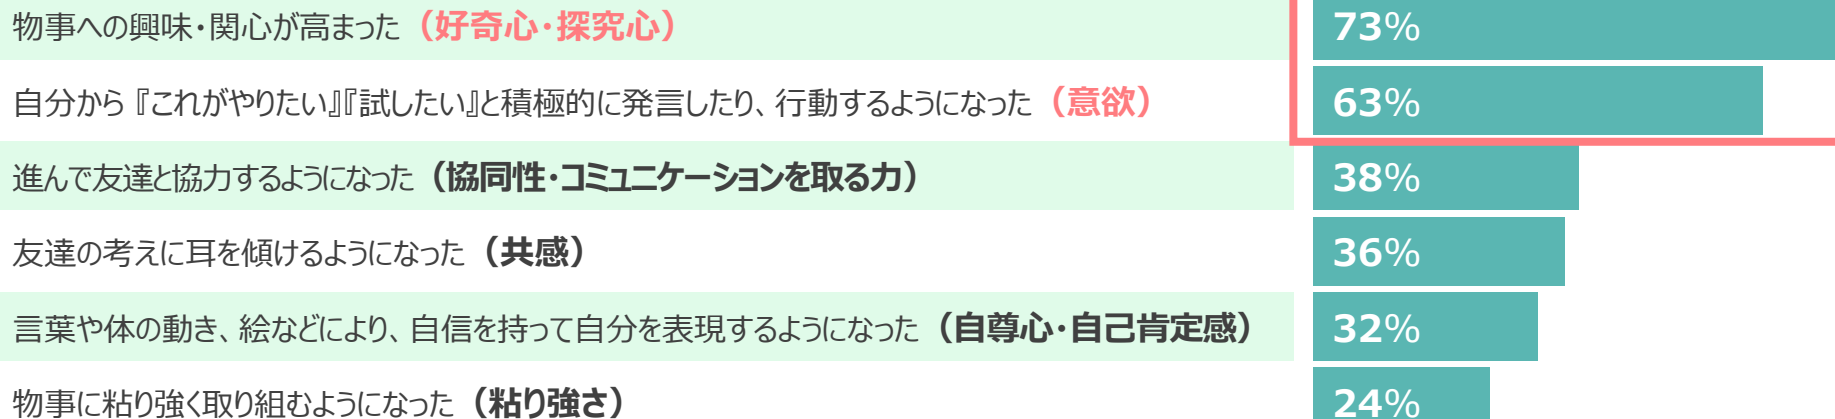 物事への興味・関心が高まった（好奇心・探究心） 73%
自分から『これがやりたい』『試したい』と積極的に発言したり、行動するようになった（意欲） 63%
進んで友達と協力するようになった（協同性・コミュニケーションを取る力） 38%
友達の考えに耳を傾けるようになった（共感） 36%
言葉や体の動き、絵などにより、自信を持って自分を表現するようになった（自尊心・自己肯定感） 32%
物事に粘り強く取り組むようになった（粘り強さ） 24%